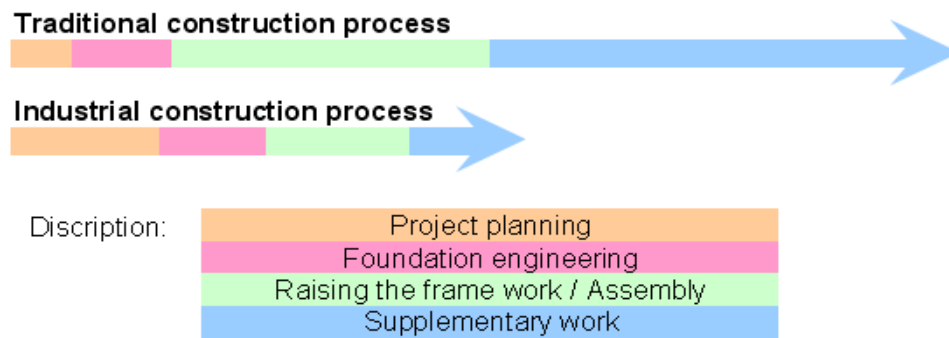 Traditional construction process
Industrial construction process
Discription:
Project planning
Foundation engineering
Raising the frame work / Assembly
Supplementary work